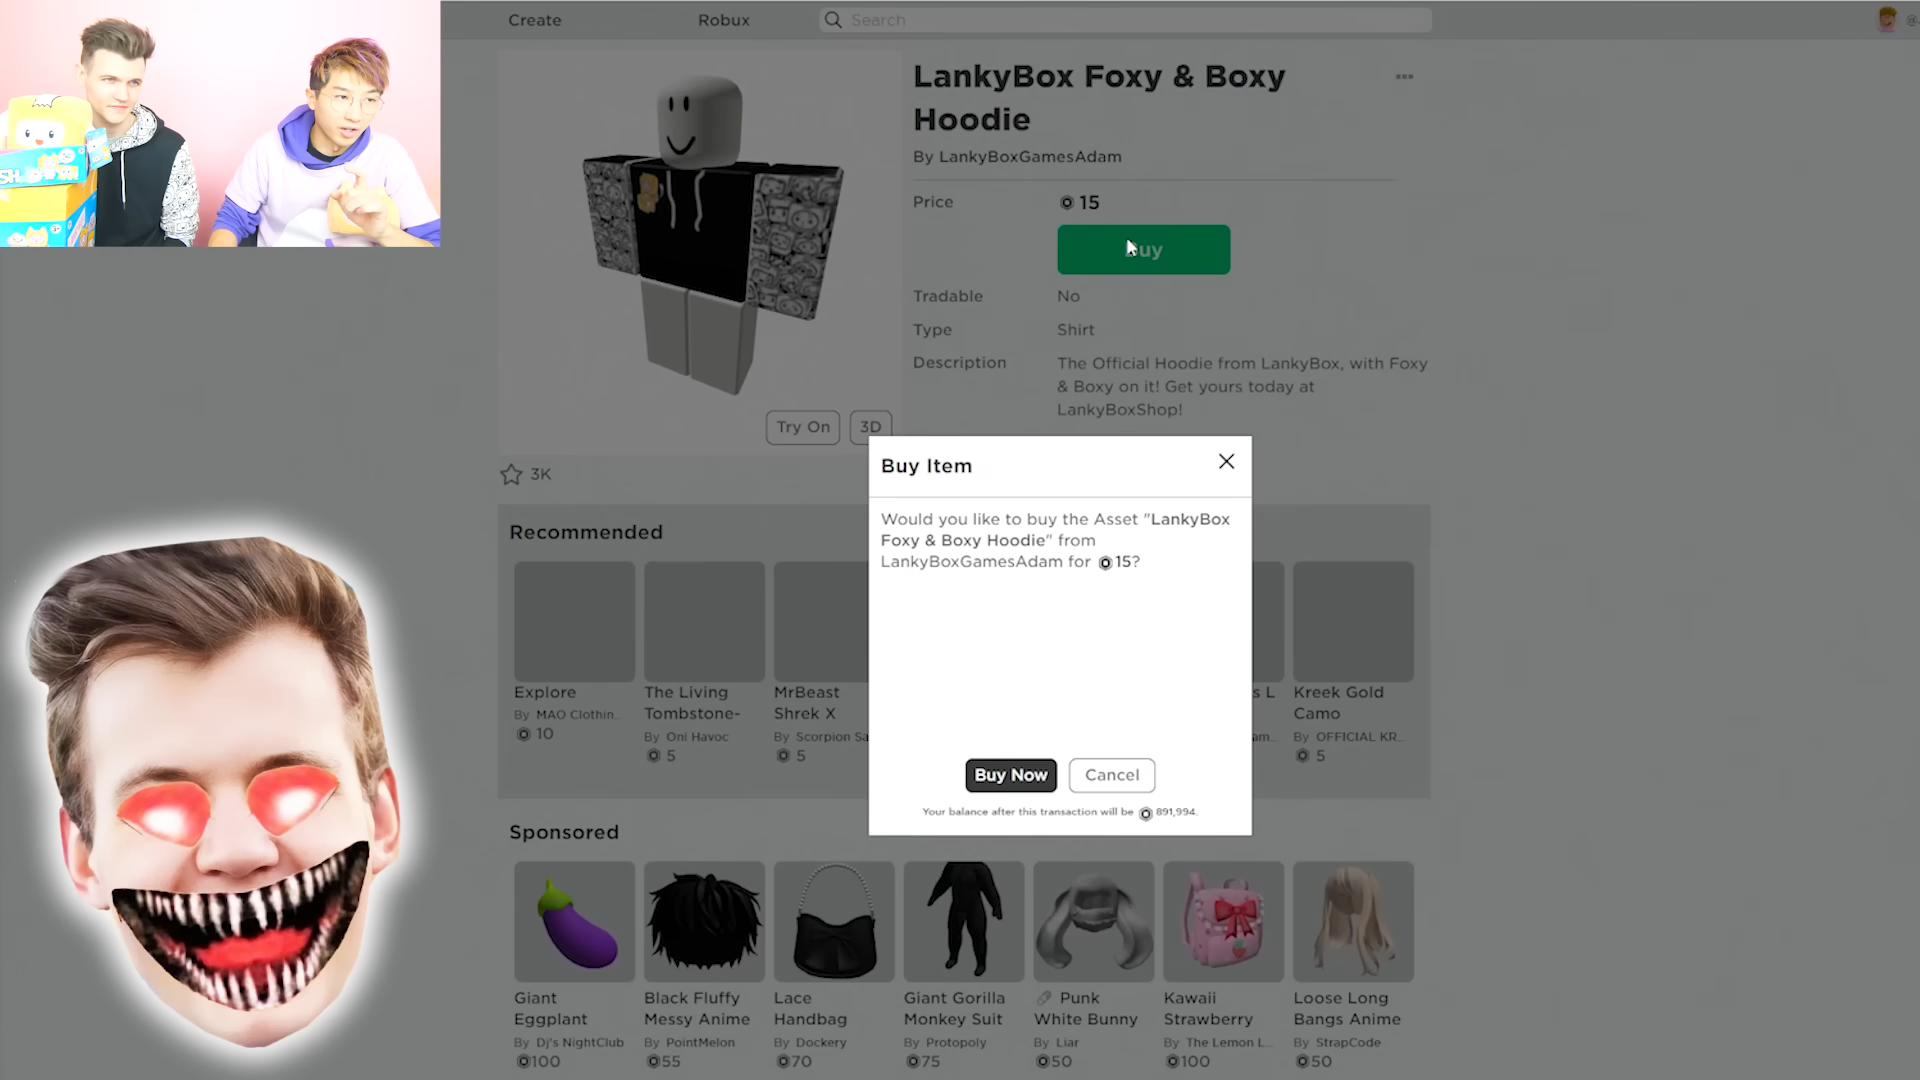 Create
Robux
Search
LankyBox Foxy & Boxy
Hoodie
By LankyBoxGamesAdam
Price
15
Buy
Tradable
No
Type
Shirt
Description
The Official Hoodie from LankyBox, with Foxy
& Boxy on it! Get yours today at
LankyBoxShop!
Try On
3D
3K
Buy Item
Would you like to buy the Asset "LankyBox
Foxy & Boxy Hoodie" from
LankyBoxGamesAdam for 15?
Buy Now
Cancel
Your balance after this transaction will be 891,994.
Recommended
Explore
By MAO Clothin...
10
The Living
Tombstone-
By Oni Havoc
5
MrBeast
Shrek X
By Scorpion Sa
5
s L
am...
Kreek Gold
Camo
By OFFICIAL KR...
5
Sponsored
Giant
Eggplant
By Dj's NightClub
100
Black Fluffy
Messy Anime
By PointMelon
55
Lace
Handbag
By Dockery
70
Giant Gorilla
Monkey Suit
By Protopoly
75
Punk
White Bunny
By Liar
50
Kawaii
Strawberry
By The Lemon L...
100
Loose Long
Bangs Anime
By StrapCode
50